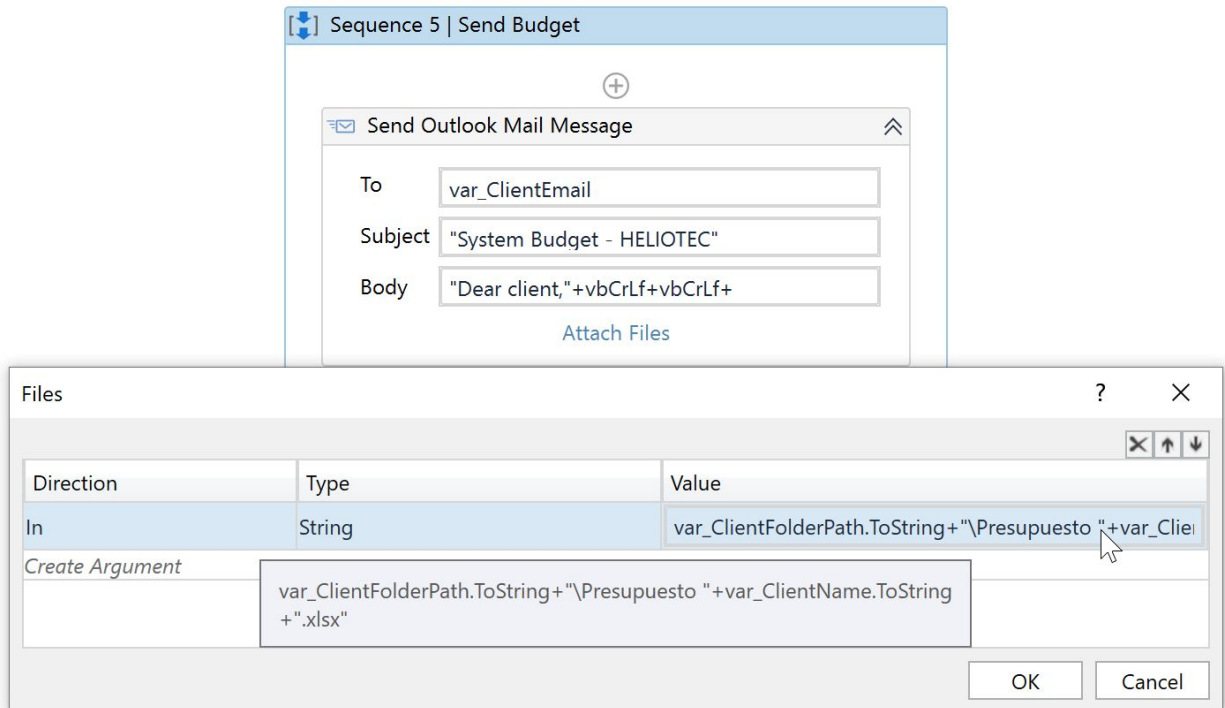 Sequence 5 | Send Budget
Send Outlook Mail Message
To
var_ClientEmail
Subject
"System Budget - HELIOTEC"
Body
"Dear client,"+vbCrLf+vbCrLf+
Attach Files
Files
?
Direction Type Value
In String var_ClientFolderPath.ToString+"\Presupuesto "+var_Clie
Create Argument
var_ClientFolderPath.ToString+"\Presupuesto "+var_ClientName.ToString
+".xlsx"
OK Cancel